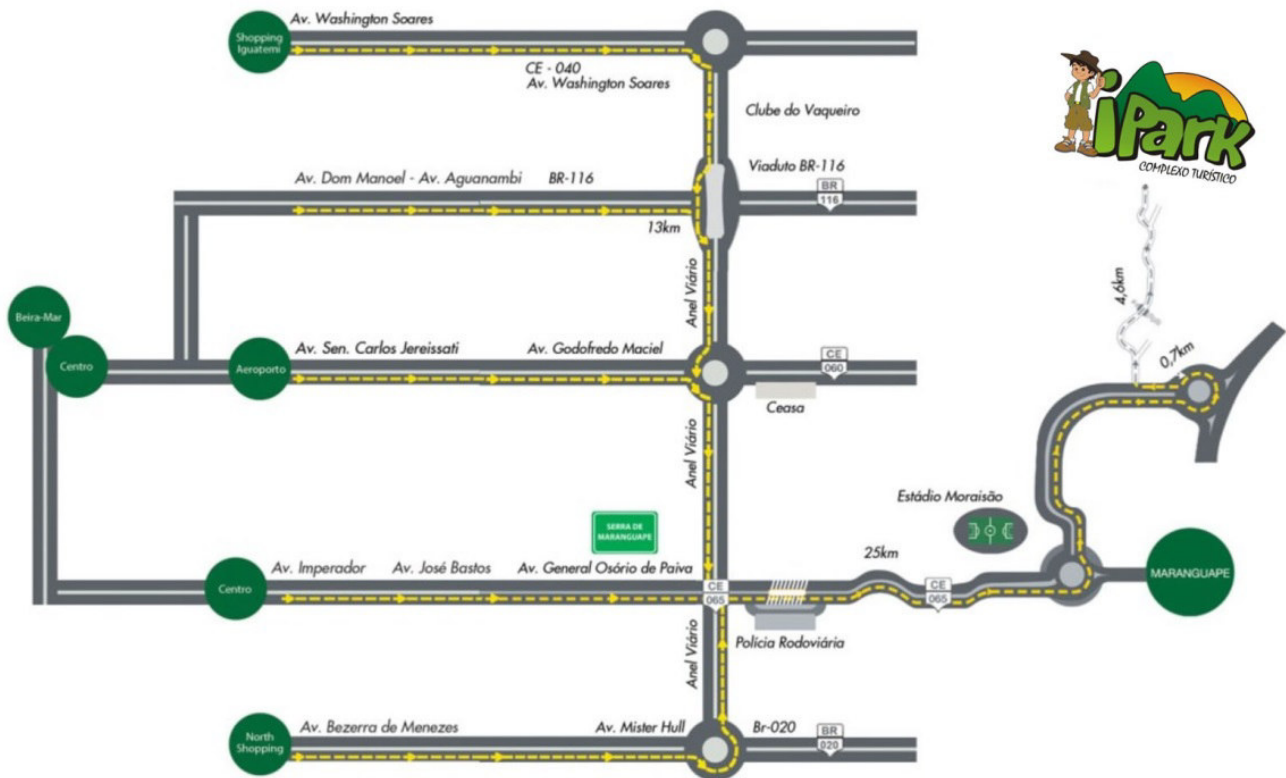 Av. Washington Soares
Shopping
Iguatemi
CE - 040
Av. Washington Soares
iPark
COMPLEXO TURÍSTICO
Clube do Vaqueiro
Av. Dom Manoel - Av. Aguanambi
BR-116
Viaduto BR-116
BR
116
13km
Anel Viário
4,6km
Beira-Mar
Centro
Aeroporto
Av. Sen. Carlos Jereissati
Av. Godofredo Maciel
CE
060
0,7km
Ceasa
Anel Viário
Estádio Moraisão
SERRA DE
MARANGUAPE
25km
Centro
Av. Imperador
Av. José Bastos
Av. General Osório de Paiva
CE
065
CE
065
MARANGUAPE
Polícia Rodoviária
Anel Viário
North
Shopping
Av. Bezerra de Menezes
Av. Mister Hull
Br-020
BR
020